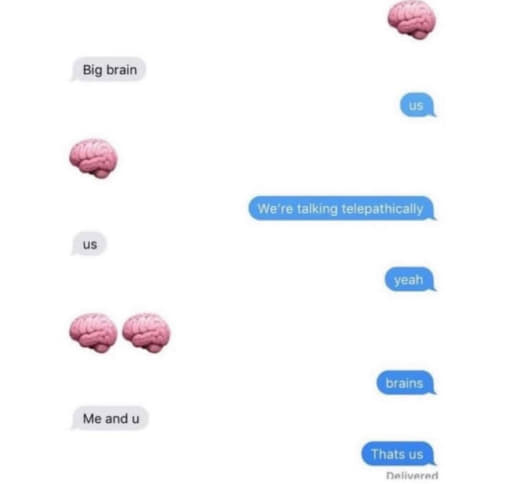 Big brain
us
We're talking telepathically
us
yeah
brains
Me and u
Thats us
Delivered